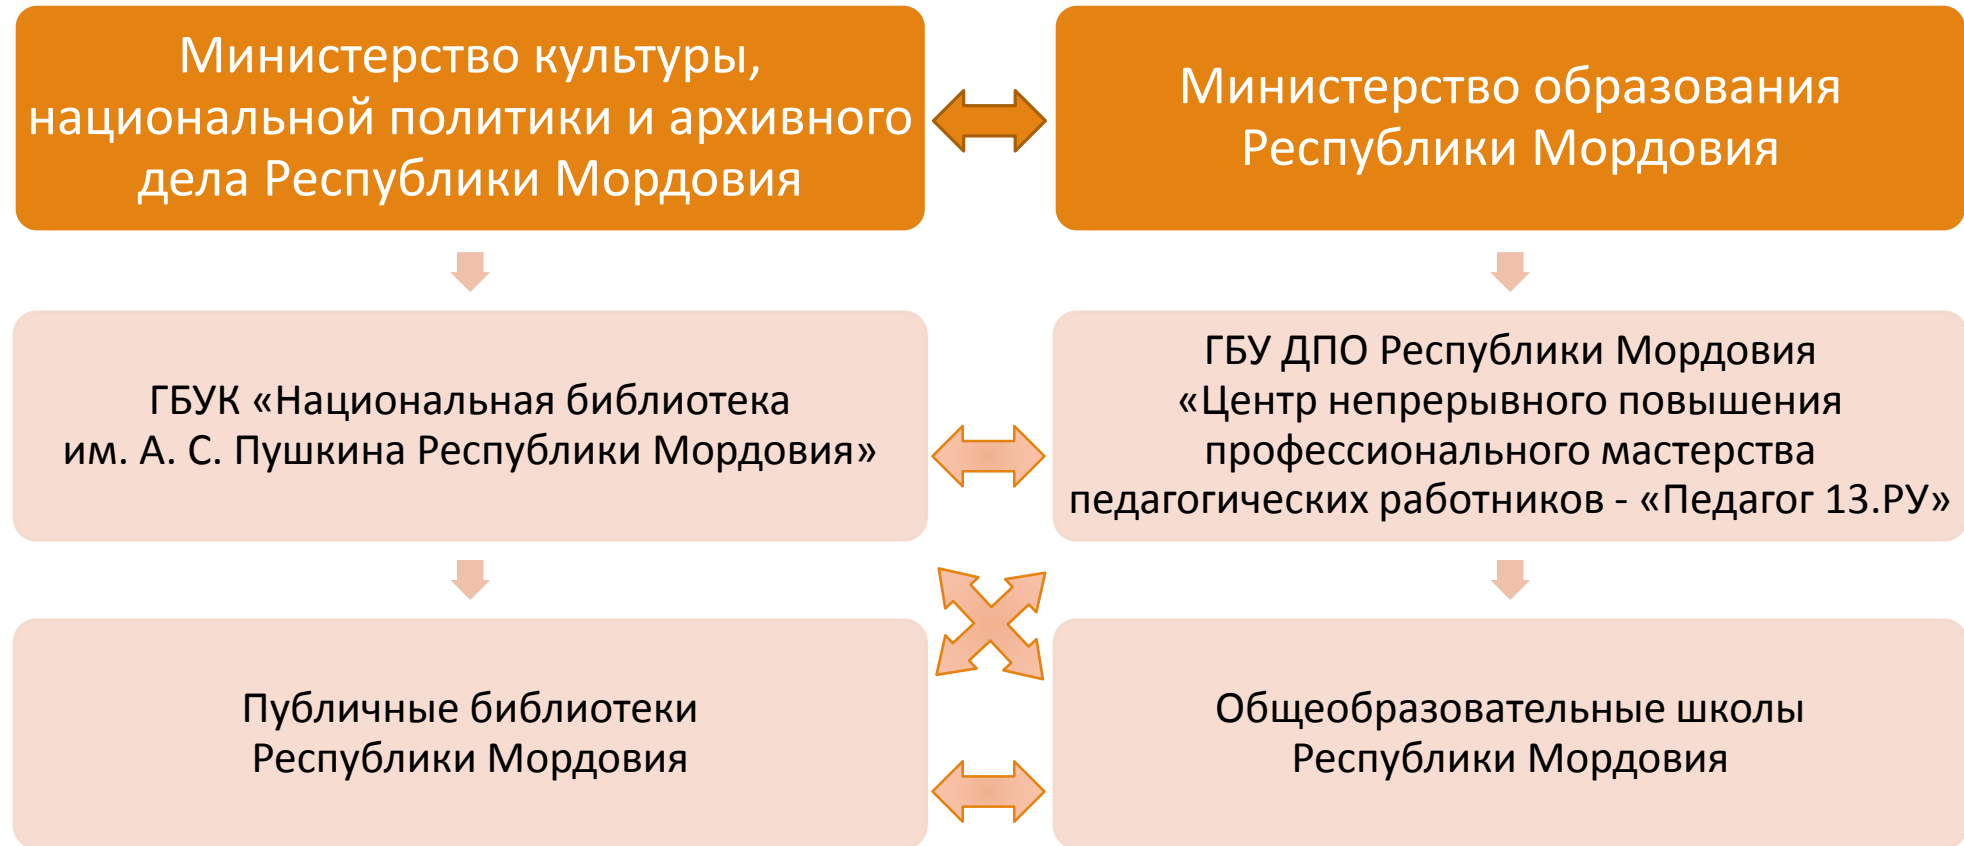 Министерство культуры,
национальной политики и архивного
дела Республики Мордовия
Министерство образования
Республики Мордовия
ГБУК «Национальная библиотека
им. А. С. Пушкина Республики Мордовия»
ГБУ ДПО Республики Мордовия
«Центр непрерывного повышения
профессионального мастерства
педагогических работников - «Педагог 13.РУ»
Публичные библиотеки
Республики Мордовия
Общеобразовательные школы
Республики Мордовия